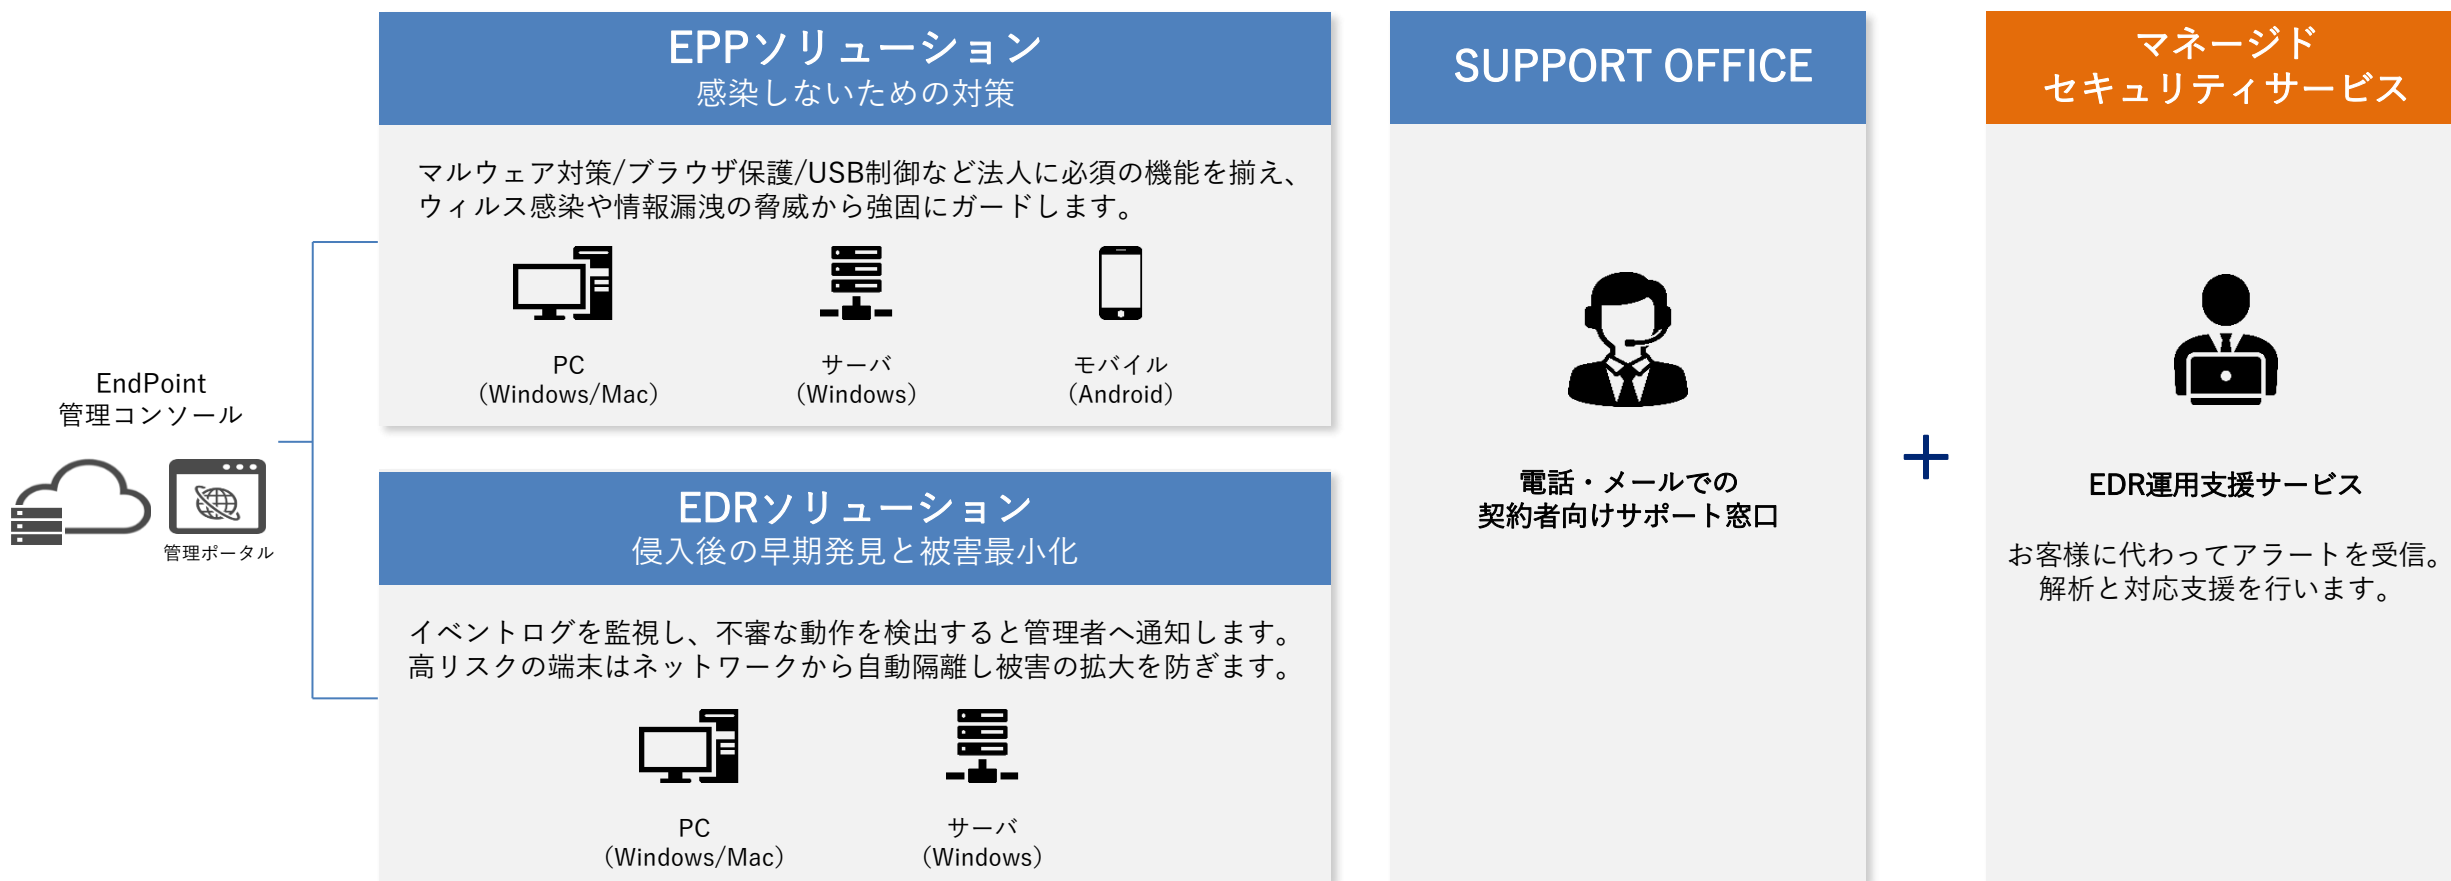 EndPoint
管理コンソール
管理ポータル
EPPソリューション
感染しないための対策
マルウェア対策/ブラウザ保護/USB制御など法人に必須の機能を揃え、
ウィルス感染や情報漏洩の脅威から強固にガードします。
PC
（Windows/Mac）
サーバ
（Windows）
モバイル
（Android）
EDRソリューション
侵入後の早期発見と被害最小化
イベントログを監視し、不審な動作を検出すると管理者へ通知します。
高リスクの端末はネットワークから自動隔離し被害の拡大を防ぎます。
PC
（Windows/Mac）
サーバ
（Windows）
SUPPORT OFFICE
電話・メールでの
契約者向けサポート窓口
+
マネージド
セキュリティサービス
EDR運用支援サービス
お客様に代わってアラートを受信。
解析と対応支援を行います。